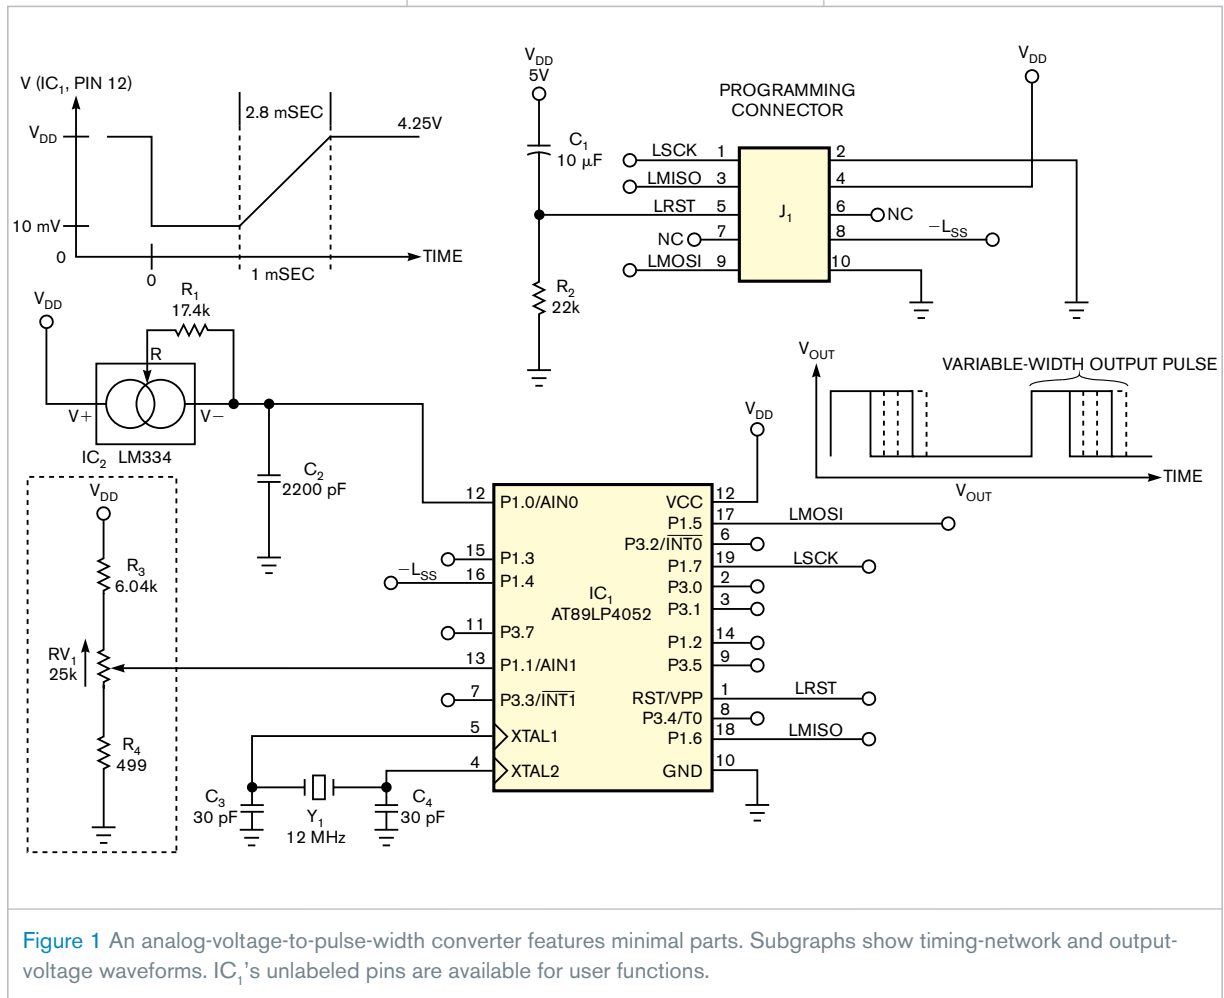 V (IC1, PIN 12)
VDD
10 mV
0
2.8 mSEC
4.25V
TIME
0
1 mSEC
VDD
5V
C1
10 μF
R2
22k
PROGRAMMING
CONNECTOR
VDD
LSCK 1
LMISO 3
LRST 5
NC 7
LMOSI 9
J1
2
4
6 NC
8 −LSS
10
VDD
R1
17.4k
R
V+
V−
IC2 LM334
C2
2200 pF
VOUT
VARIABLE-WIDTH OUTPUT PULSE
TIME
VOUT
VDD
R3
6.04k
RV1
25k
R4
499
VDD
12 P1.0/AIN0
15 P1.3
−LSS 16 P1.4
11 P3.7
13 P1.1/AIN1
7 P3.3/INT1
5 XTAL1
4 XTAL2
IC1
AT89LP4052
VCC 12
P1.5 17 LMOSI
P3.2/INT0 6
P1.7 19 LSCK
P3.0 2
P3.1 3
P1.2 14
P3.5 9
RST/VPP 1 LRST
P3.4/T0 8
P1.6 18 LMISO
GND 10
C3
30 pF
Y1
12 MHz
C4
30 pF
Figure 1 An analog-voltage-to-pulse-width converter features minimal parts. Subgraphs show timing-network and output-
voltage waveforms. IC1's unlabeled pins are available for user functions.